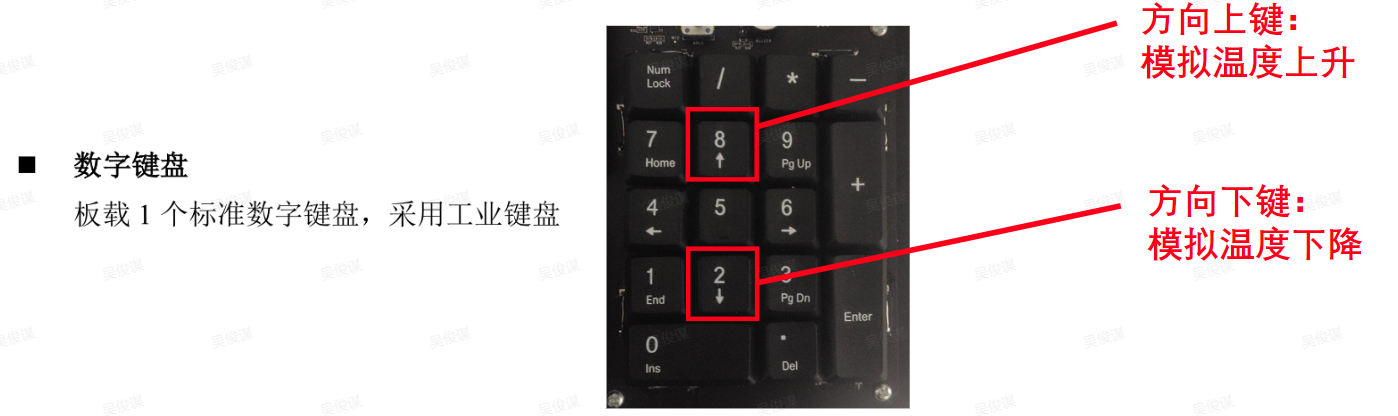 方向上键：
模拟温度上升
■ 数字键盘
板载 1 个标准数字键盘，采用工业键盘
方向下键：
模拟温度下降
Num Lock
/
*
−
7 Home
8 ↑
9 Pg Up
+
4 ←
5
6 →
1 End
2 ↓
3 Pg Dn
Enter
0 Ins
. Del
吴俊谋